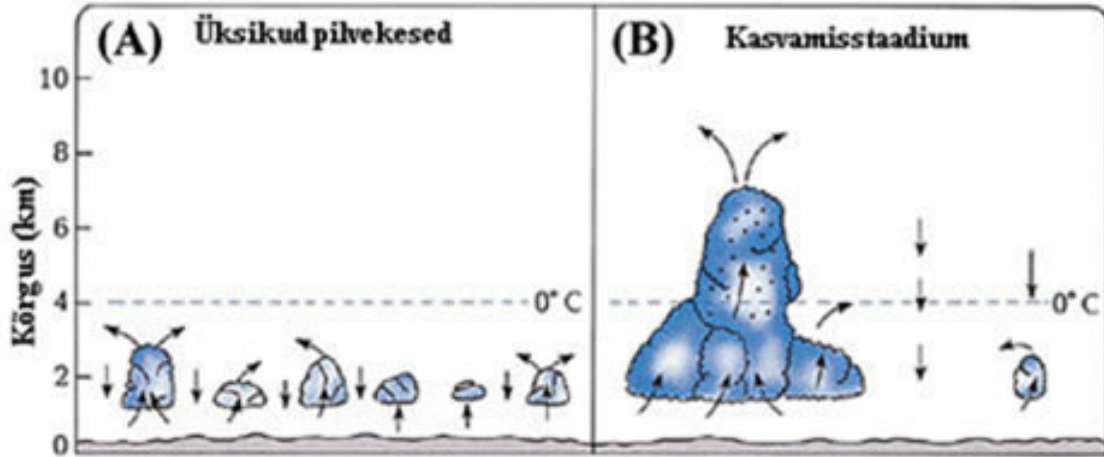 (A) Üksikud pilvekesed
(B) Kasvamisstaadium
Kõrgus (km)
10
8
6
4
2
0
0° C
0° C